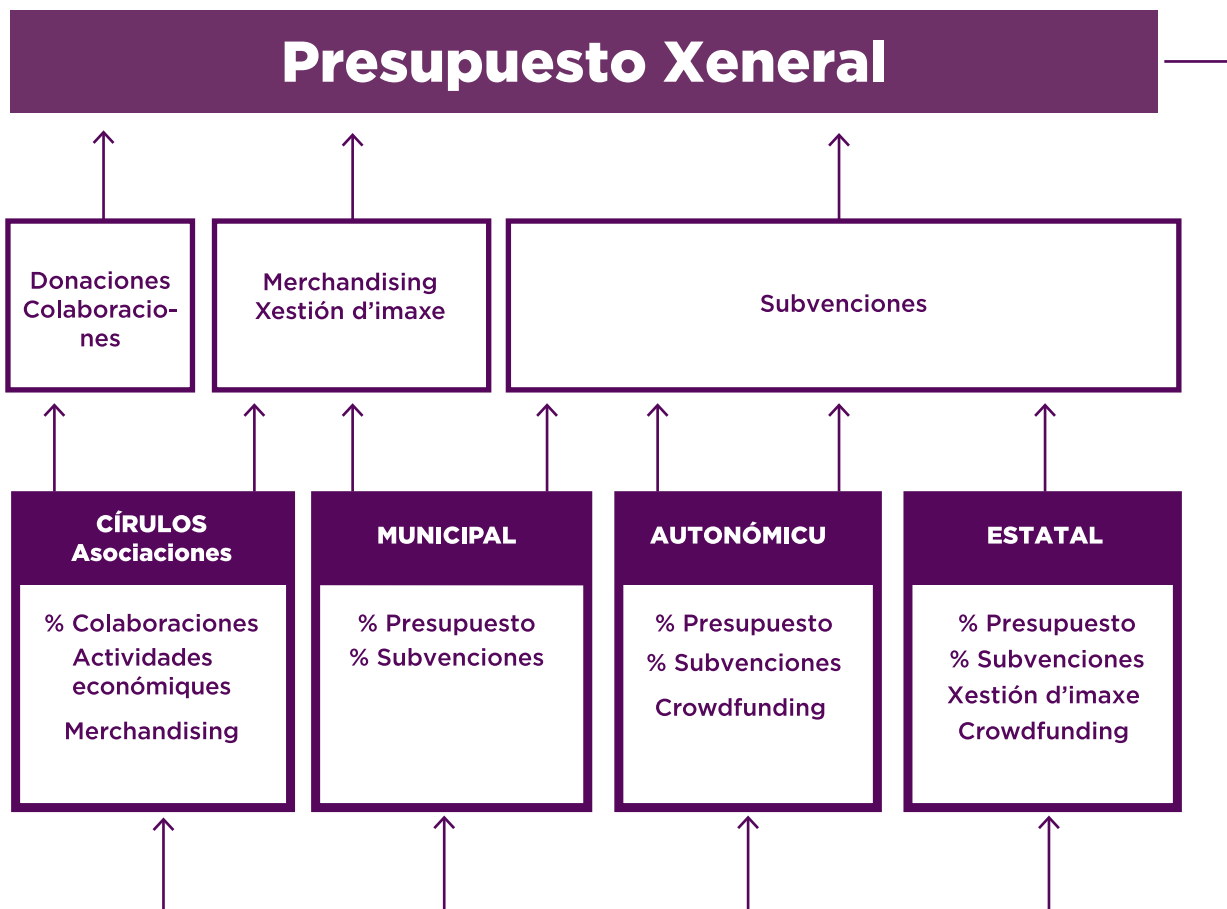 Presupuesto Xeneral
Donaciones
Colaboracio-
nes
Merchandising
Xestión d’imaxe
Subvenciones
CÍRULOS
Asociaciones
% Colaboraciones
Actividades
económiques
Merchandising
MUNICIPAL
% Presupuesto
% Subvenciones
AUTONÓMICU
% Presupuesto
% Subvenciones
Crowdfunding
ESTATAL
% Presupuesto
% Subvenciones
Xestión d’imaxe
Crowdfunding